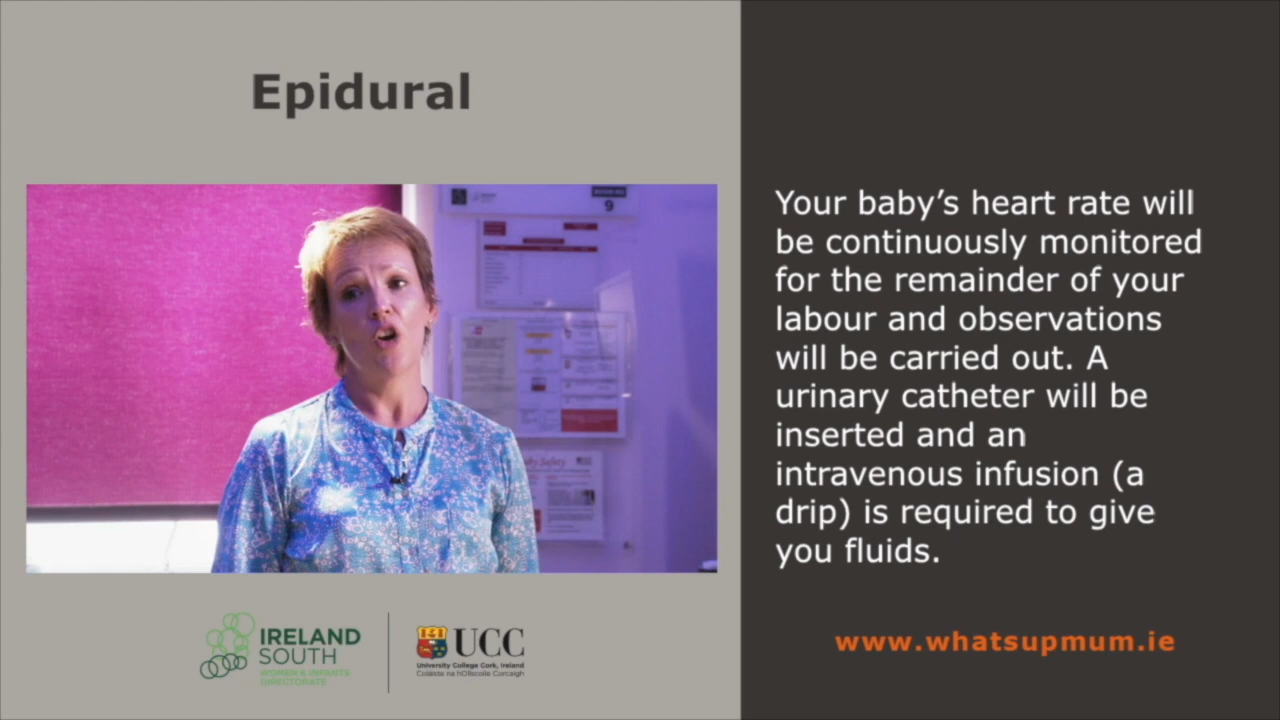 Epidural
9
Your baby’s heart rate will
be continuously monitored
for the remainder of your
labour and observations
will be carried out. A
urinary catheter will be
inserted and an
intravenous infusion (a
drip) is required to give
you fluids.
IRELAND
SOUTH
WOMEN & INFANTS
DIRECTORATE
UCC
University College Cork, Ireland
Coláiste na hOllscoile Corcaigh
www.whatsupmum.ie